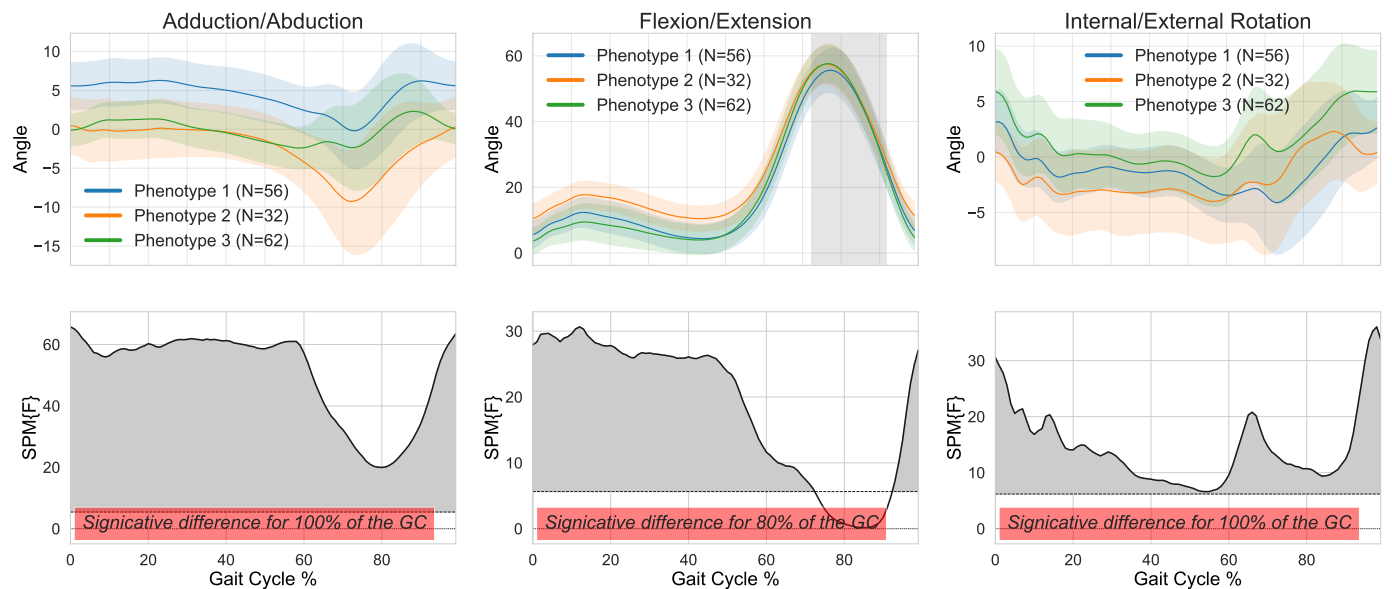 Adduction/Abduction
Flexion/Extension
Internal/External Rotation
Angle
10
5
0
−5
−10
−15
Phenotype 1 (N=56)
Phenotype 2 (N=32)
Phenotype 3 (N=62)
Angle
60
40
20
0
Phenotype 1 (N=56)
Phenotype 2 (N=32)
Phenotype 3 (N=62)
Angle
10
5
0
−5
Phenotype 1 (N=56)
Phenotype 2 (N=32)
Phenotype 3 (N=62)
SPM{F}
60
40
20
0
Signicative difference for 100% of the GC
0 20 40 60 80
Gait Cycle %
SPM{F}
30
20
10
0
Signicative difference for 80% of the GC
0 20 40 60 80
Gait Cycle %
SPM{F}
30
20
10
0
Signicative difference for 100% of the GC
0 20 40 60 80
Gait Cycle %